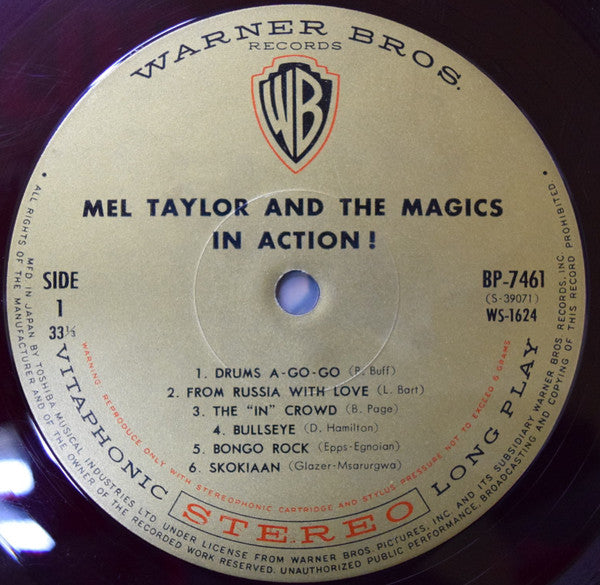 WARNER BROS.
RECORDS
WB
MEL TAYLOR AND THE MAGICS
IN ACTION!
SIDE
1
33⅓
BP-7461
(S-39071)
WS-1624
1. DRUMS A-GO-GO (P. Buff)
2. FROM RUSSIA WITH LOVE (L. Bart)
3. THE "IN" CROWD (B. Page)
4. BULLSEYE (D. Hamilton)
5. BONGO ROCK (Epps-Egnoian)
6. SKOKIAAN (Glazer-Msarurgwa)
WARNING: REPRODUCE ONLY WITH STEREOPHONIC CARTRIDGE AND STYLUS PRESSURE NOT TO EXCEED 6 GRAMS
VITAPHONIC STEREO LONG PLAY
MFD. IN JAPAN BY TOSHIBA MUSICAL INDUSTRIES LTD. UNDER LICENSE FROM WARNER BROS. PICTURES, INC. AND ITS SUBSIDIARY WARNER BROS. RECORDS, INC.
• ALL RIGHTS OF THE MANUFACTURER AND OF THE OWNER OF THE RECORDED WORK RESERVED. UNAUTHORIZED PUBLIC PERFORMANCE, BROADCASTING AND COPYING OF THIS RECORD PROHIBITED. •